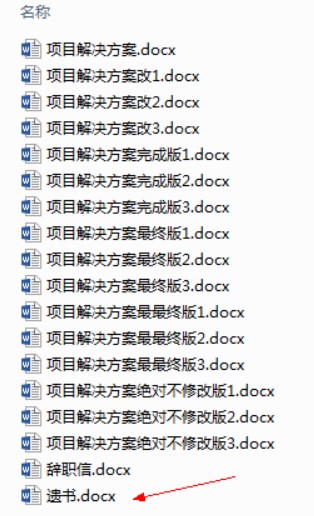 名称
项目解决方案.docx
项目解决方案改1.docx
项目解决方案改2.docx
项目解决方案改3.docx
项目解决方案完成版1.docx
项目解决方案完成版2.docx
项目解决方案完成版3.docx
项目解决方案最终版1.docx
项目解决方案最终版2.docx
项目解决方案最终版3.docx
项目解决方案最最终版1.docx
项目解决方案最最终版2.docx
项目解决方案最最终版3.docx
项目解决方案绝对不修改版1.docx
项目解决方案绝对不修改版2.docx
项目解决方案绝对不修改版3.docx
辞职信.docx
遗书.docx